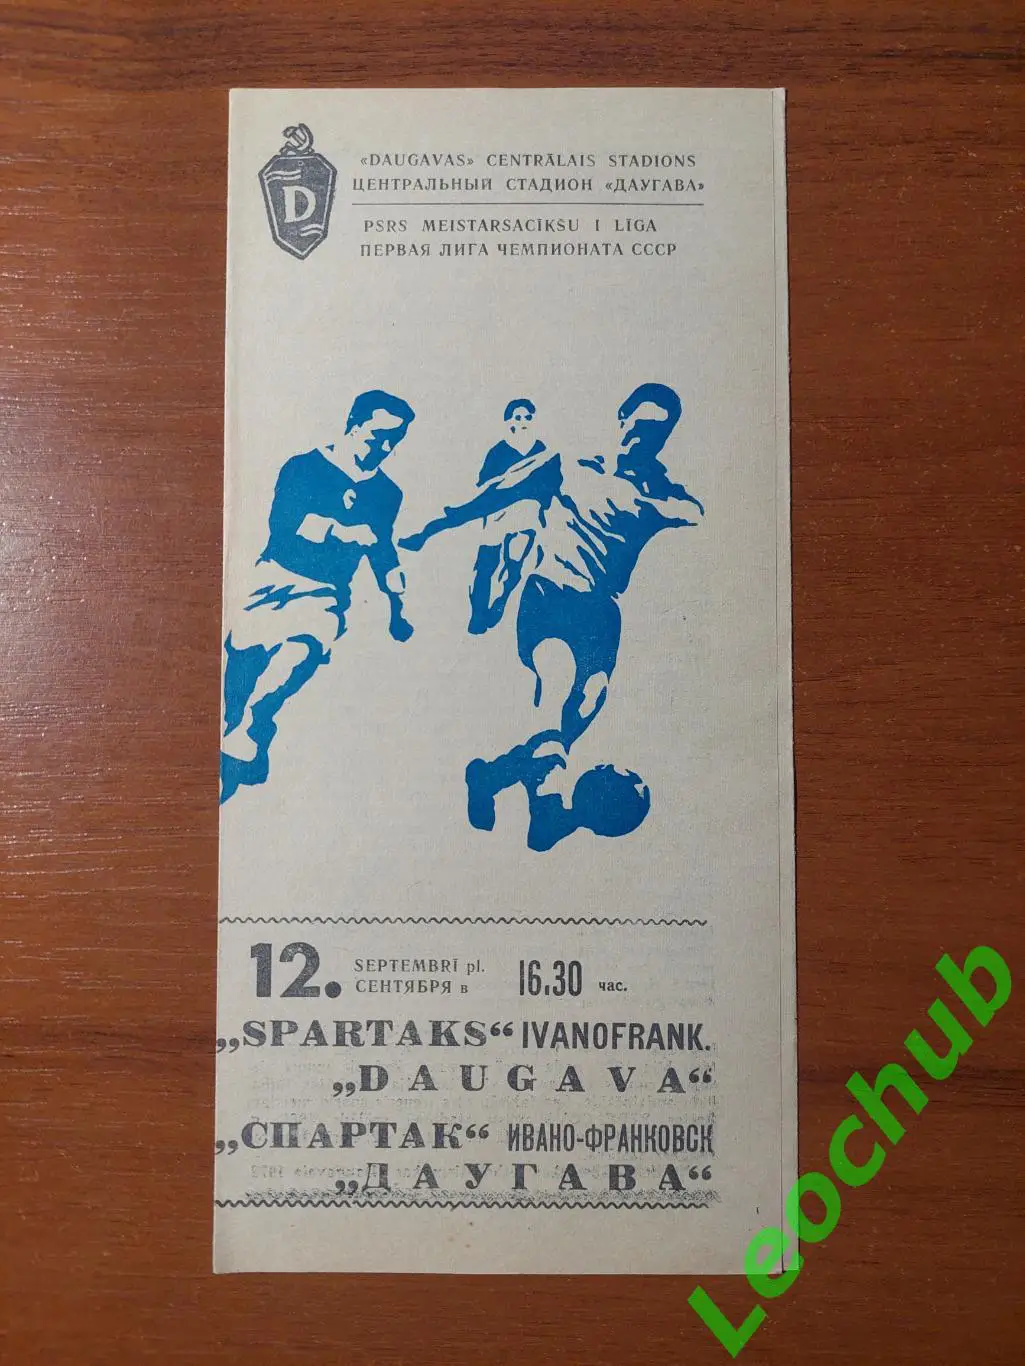 D
«DAUGAVAS» CENTRĀLAIS STADIONS
ЦЕНТРАЛЬНЫЙ СТАДИОН «ДАУГАВА»
PSRS MEISTARSACĪKŠU I LĪGA
ПЕРВАЯ ЛИГА ЧЕМПИОНАТА СССР
12. SEPTEMBRĪ pl. 16.30
СЕНТЯБРЯ в час.
„SPARTAKS“ IVANOFRANK.
„DAUGAVA“
„СПАРТАК“ ИВАНО-ФРАНКОВСК
„ДАУГАВА“
Leochub